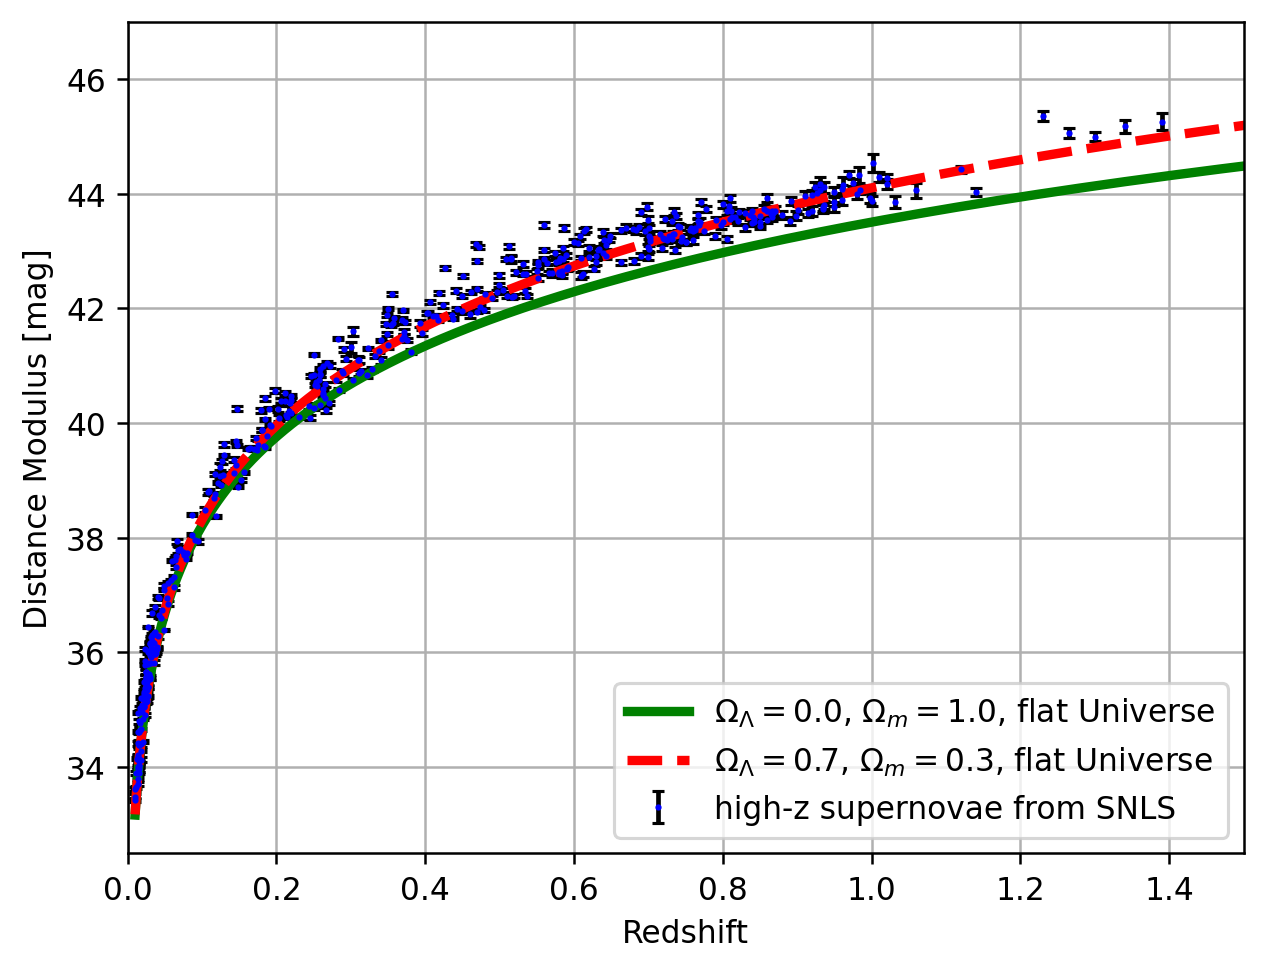 46
44
42
40
38
36
34
Distance Modulus [mag]
0.0 0.2 0.4 0.6 0.8 1.0 1.2 1.4
Redshift
Ω_Λ = 0.0, Ω_m = 1.0, flat Universe
Ω_Λ = 0.7, Ω_m = 0.3, flat Universe
high-z supernovae from SNLS